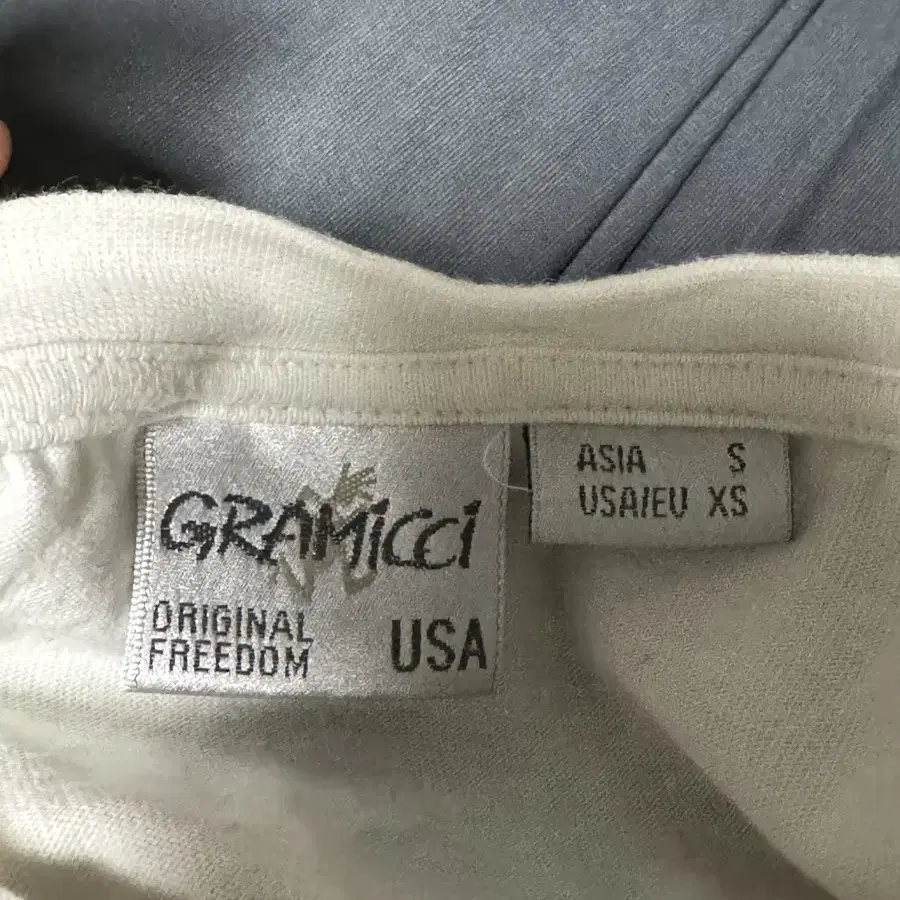 GRAMiCCi
ORIGINAL
FREEDOM
USA
ASIA S
USA/EU XS